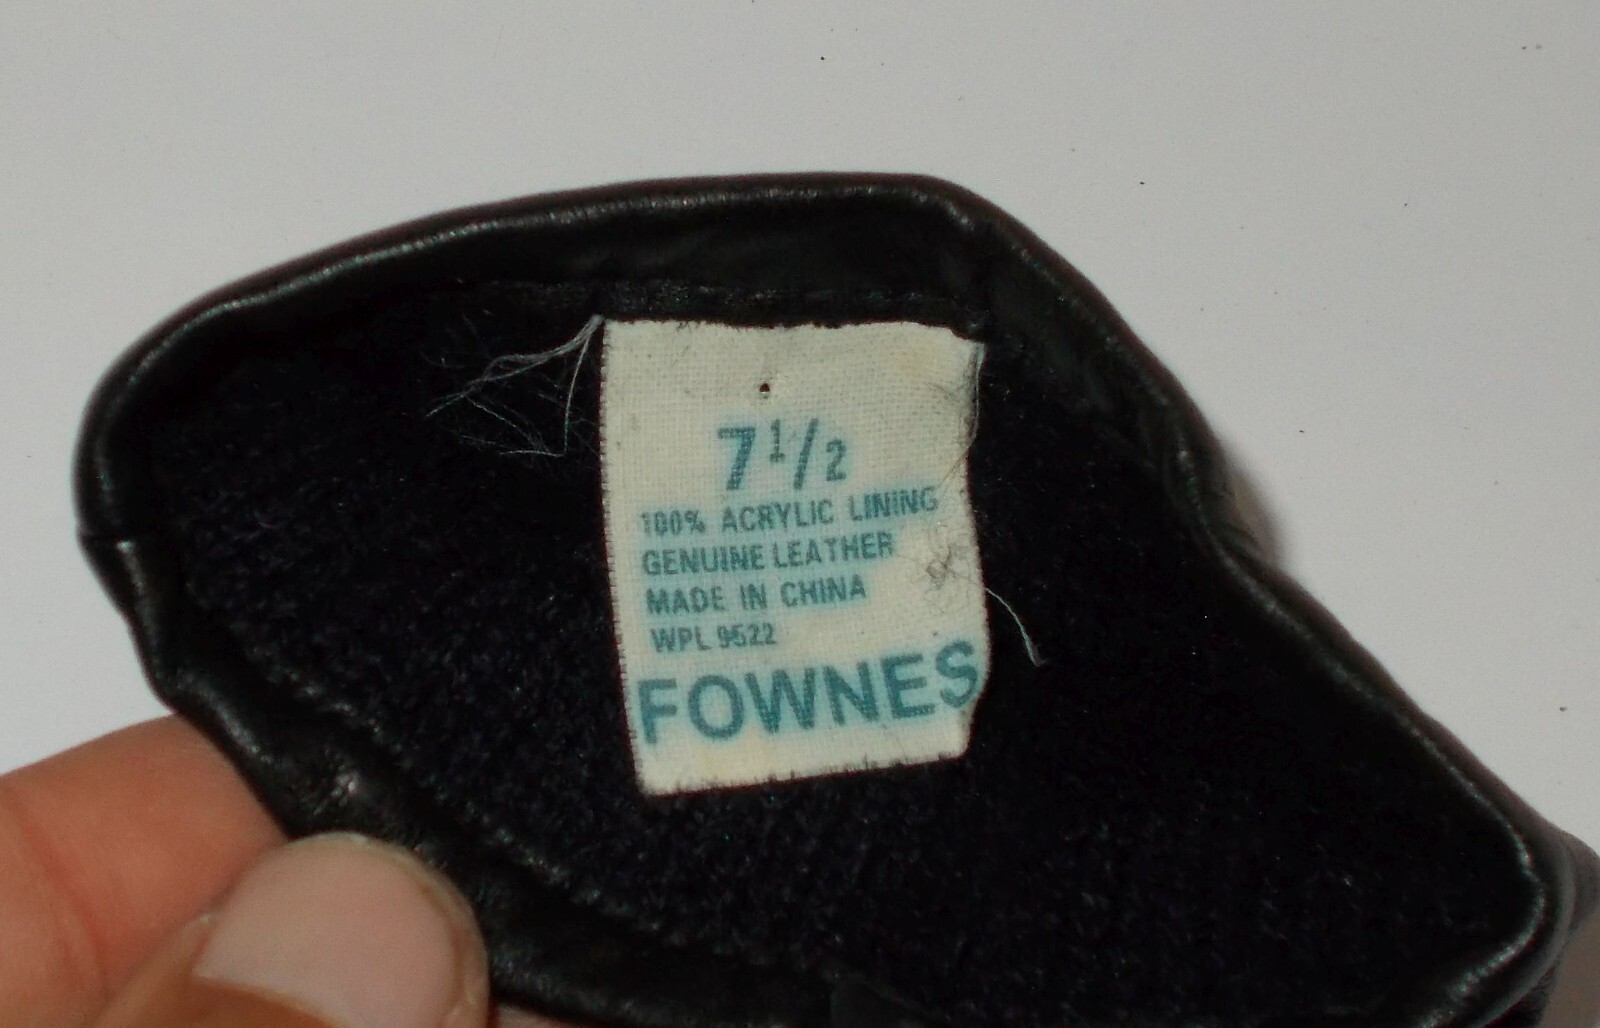 7 1/2
100% ACRYLIC LINING
GENUINE LEATHER
MADE IN CHINA
WPL 9522
FOWNES